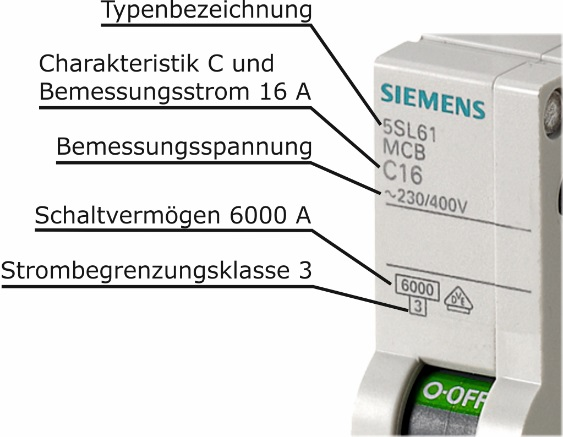 Typenbezeichnung
Charakteristik C und
Bemessungsstrom 16 A
Bemessungsspannung
Schaltvermögen 6000 A
Strombegrenzungsklasse 3
SIEMENS
5SL61
MCB
C16
~230/400V
6000
3
DVE
O-OFF